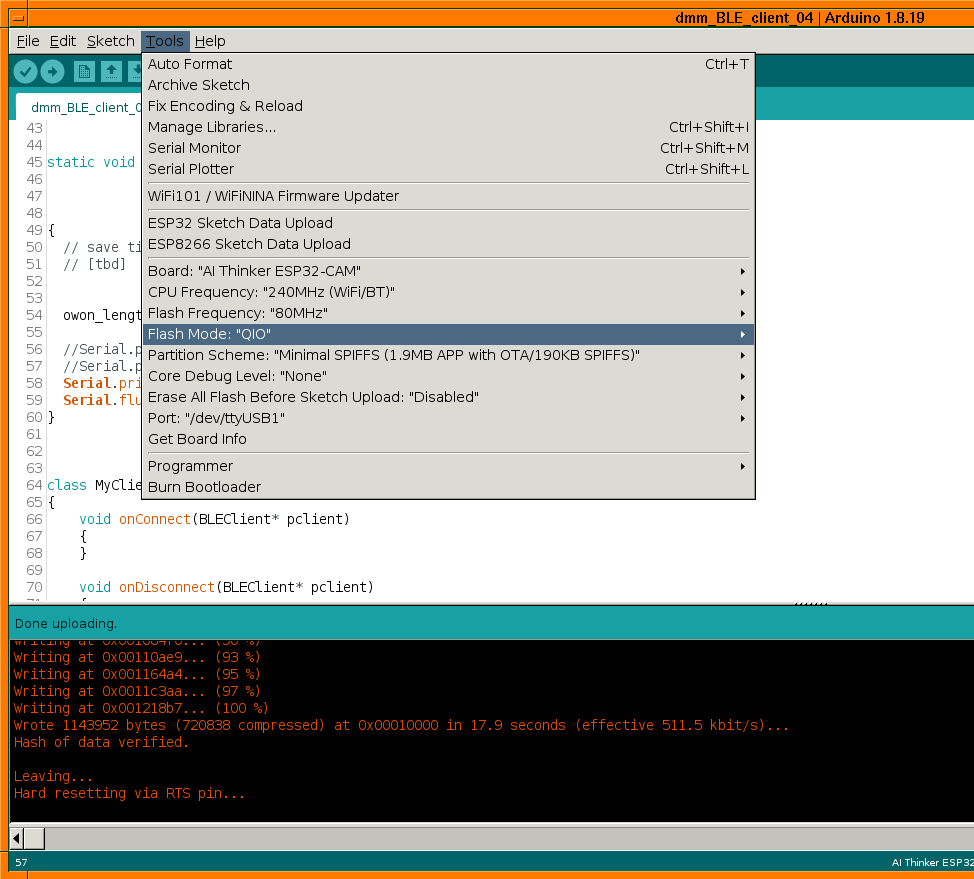 dmm_BLE_client_04 | Arduino 1.8.19
File Edit Sketch Tools Help
Auto Format Ctrl+T
Archive Sketch
Fix Encoding & Reload
Manage Libraries... Ctrl+Shift+I
Serial Monitor Ctrl+Shift+M
Serial Plotter Ctrl+Shift+L
WiFi101 / WiFiNINA Firmware Updater
ESP32 Sketch Data Upload
ESP8266 Sketch Data Upload
Board: "AI Thinker ESP32-CAM"
CPU Frequency: "240MHz (WiFi/BT)"
Flash Frequency: "80MHz"
Flash Mode: "QIO"
Partition Scheme: "Minimal SPIFFS (1.9MB APP with OTA/190KB SPIFFS)"
Core Debug Level: "None"
Erase All Flash Before Sketch Upload: "Disabled"
Port: "/dev/ttyUSB1"
Get Board Info
Programmer
Burn Bootloader
dmm_BLE_client_0
43
44
45 static void
46
47
48
49 {
50 // save ti
51 // [tbd]
52
53
54 owon_lengt
55
56 //Serial.p
57 //Serial.p
58 Serial.pri
59 Serial.flu
60 }
61
62
63
64 class MyClie
65 {
66 void onConnect(BLEClient* pclient)
67 {
68 }
69
70 void onDisconnect(BLEClient* pclient)
Done uploading.
Writing at 0x00110ae9... (93 %)
Writing at 0x001164a4... (95 %)
Writing at 0x0011c3aa... (97 %)
Writing at 0x001218b7... (100 %)
Wrote 1143952 bytes (720838 compressed) at 0x00010000 in 17.9 seconds (effective 511.5 kbit/s)...
Hash of data verified.
Leaving...
Hard resetting via RTS pin...
57 AI Thinker ESP32